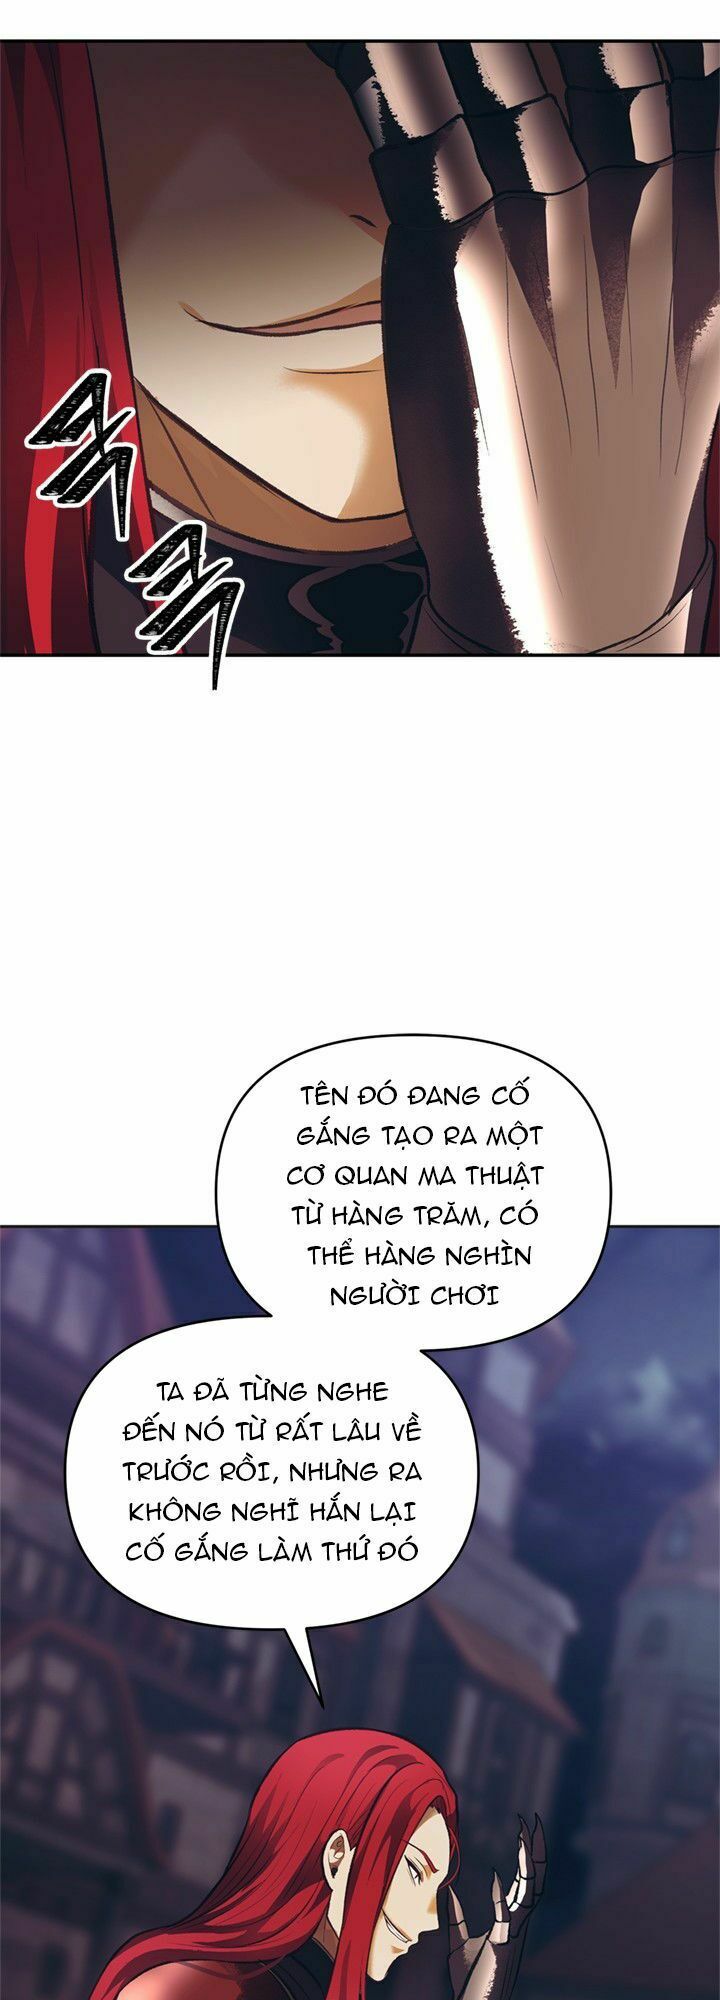 큭
큭
TÊN ĐÓ ĐANG CỐ
GẮNG TẠO RA MỘT
CƠ QUAN MA THUẬT
TỪ HÀNG TRĂM, CÓ
THỂ HÀNG NGHÌN
NGƯỜI CHƠI
TA ĐÃ TỪNG NGHE
ĐẾN NÓ TỪ RẤT LÂU VỀ
TRƯỚC RỒI, NHƯNG RA
KHÔNG NGHĨ HẮN LẠI
CỐ GẮNG LÀM THỨ ĐÓ